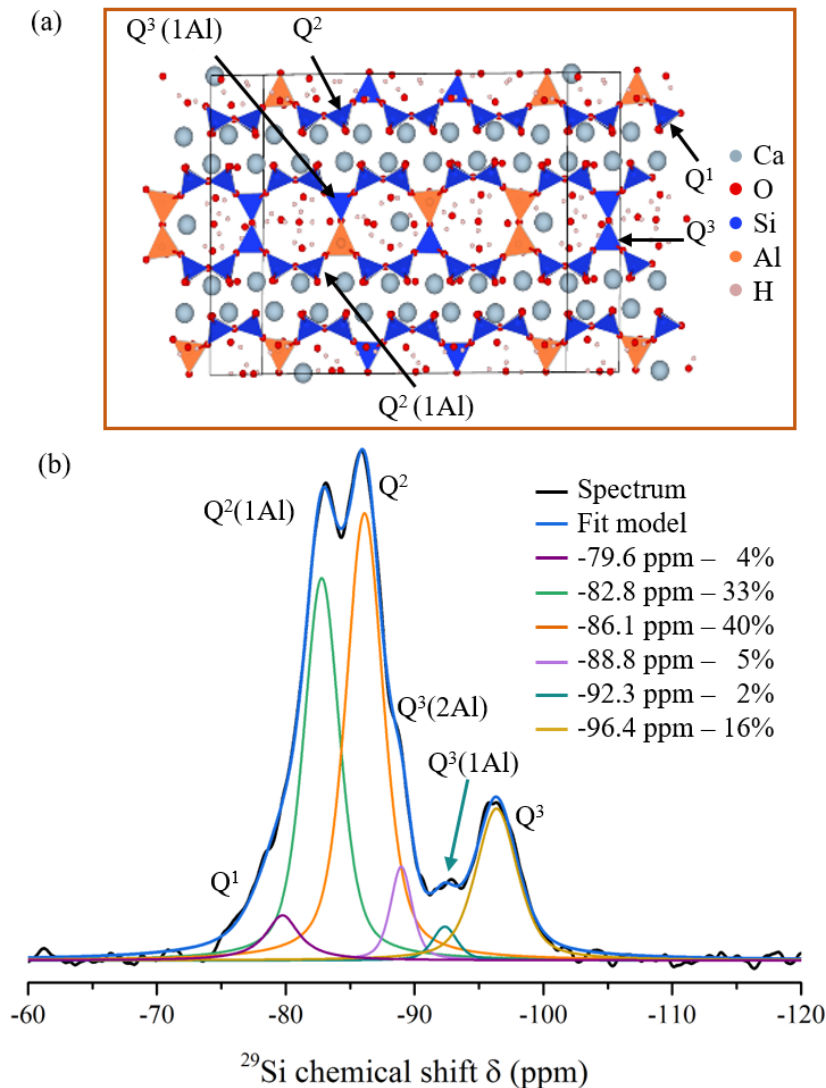 (a)
Q³ (1Al)
Q²
Q¹
Q³
Q² (1Al)
Ca
O
Si
Al
H
(b)
Q²(1Al)
Q²
Q³(2Al)
Q³(1Al)
Q³
Q¹
Spectrum
Fit model
-79.6 ppm – 4%
-82.8 ppm – 33%
-86.1 ppm – 40%
-88.8 ppm – 5%
-92.3 ppm – 2%
-96.4 ppm – 16%
-60 -70 -80 -90 -100 -110 -120
²⁹Si chemical shift δ (ppm)